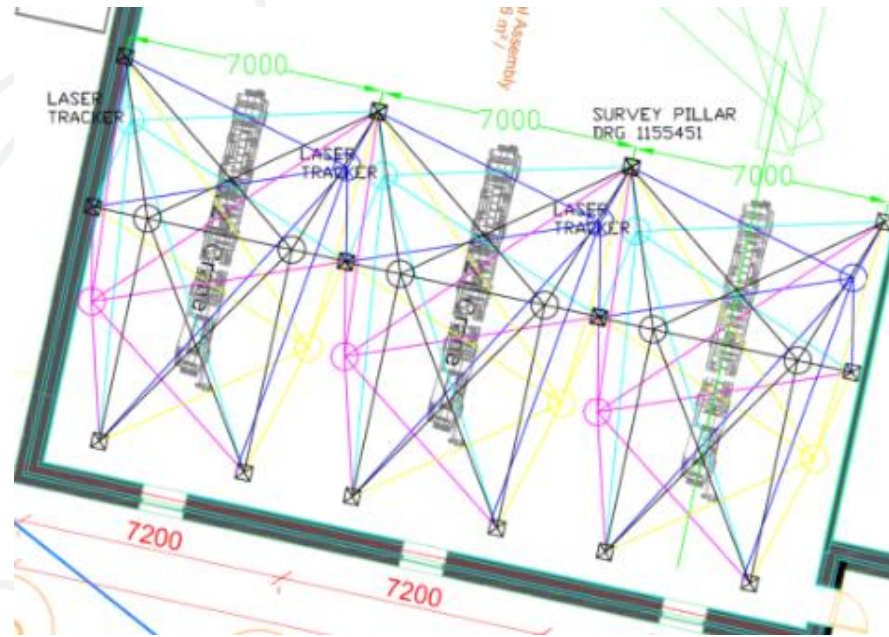 7000
LASER
TRACKER
7000
LASER
TRACKER
SURVEY PILLAR
DRG 1155451
7000
LASER
TRACKER
7200
7200